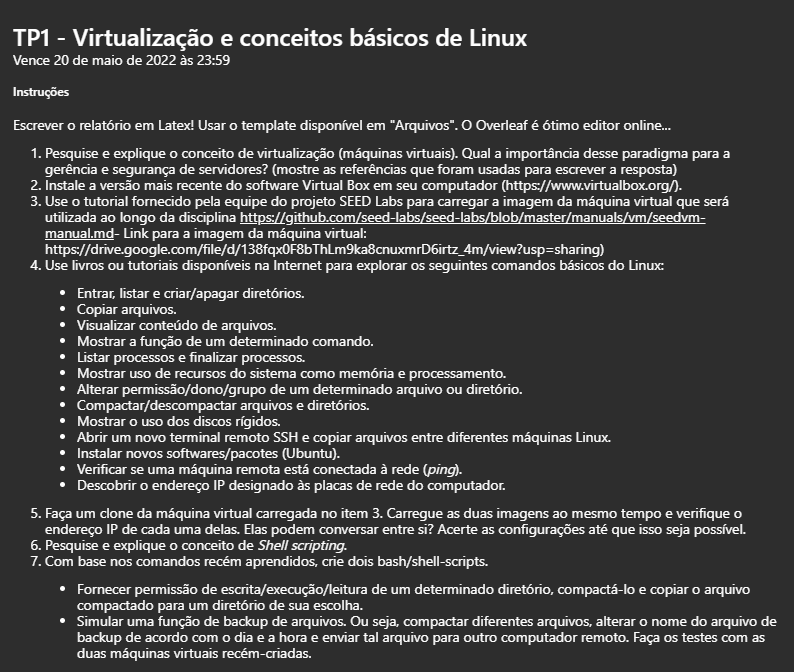 TP1 - Virtualização e conceitos básicos de Linux
Vence 20 de maio de 2022 às 23:59
Instruções
Escrever o relatório em Latex! Usar o template disponível em "Arquivos". O Overleaf é ótimo editor online...
1. Pesquise e explique o conceito de virtualização (máquinas virtuais). Qual a importância desse paradigma para a
gerência e segurança de servidores? (mostre as referências que foram usadas para escrever a resposta)
2. Instale a versão mais recente do software Virtual Box em seu computador (https://www.virtualbox.org/).
3. Use o tutorial fornecido pela equipe do projeto SEED Labs para carregar a imagem da máquina virtual que será
utilizada ao longo da disciplina https://github.com/seed-labs/seed-labs/blob/master/manuals/vm/seedvm-
manual.md- Link para a imagem da máquina virtual:
https://drive.google.com/file/d/138fqx0F8bThLm9ka8cnuxmrD6irtz_4m/view?usp=sharing)
4. Use livros ou tutoriais disponíveis na Internet para explorar os seguintes comandos básicos do Linux:
• Entrar, listar e criar/apagar diretórios.
• Copiar arquivos.
• Visualizar conteúdo de arquivos.
• Mostrar a função de um determinado comando.
• Listar processos e finalizar processos.
• Mostrar uso de recursos do sistema como memória e processamento.
• Alterar permissão/dono/grupo de um determinado arquivo ou diretório.
• Compactar/descompactar arquivos e diretórios.
• Mostrar o uso dos discos rígidos.
• Abrir um novo terminal remoto SSH e copiar arquivos entre diferentes máquinas Linux.
• Instalar novos softwares/pacotes (Ubuntu).
• Verificar se uma máquina remota está conectada à rede (ping).
• Descobrir o endereço IP designado às placas de rede do computador.
5. Faça um clone da máquina virtual carregada no item 3. Carregue as duas imagens ao mesmo tempo e verifique o
endereço IP de cada uma delas. Elas podem conversar entre si? Acerte as configurações até que isso seja possível.
6. Pesquise e explique o conceito de Shell scripting.
7. Com base nos comandos recém aprendidos, crie dois bash/shell-scripts.
• Fornecer permissão de escrita/execução/leitura de um determinado diretório, compactá-lo e copiar o arquivo
compactado para um diretório de sua escolha.
• Simular uma função de backup de arquivos. Ou seja, compactar diferentes arquivos, alterar o nome do arquivo de
backup de acordo com o dia e a hora e enviar tal arquivo para outro computador remoto. Faça os testes com as
duas máquinas virtuais recém-criadas.